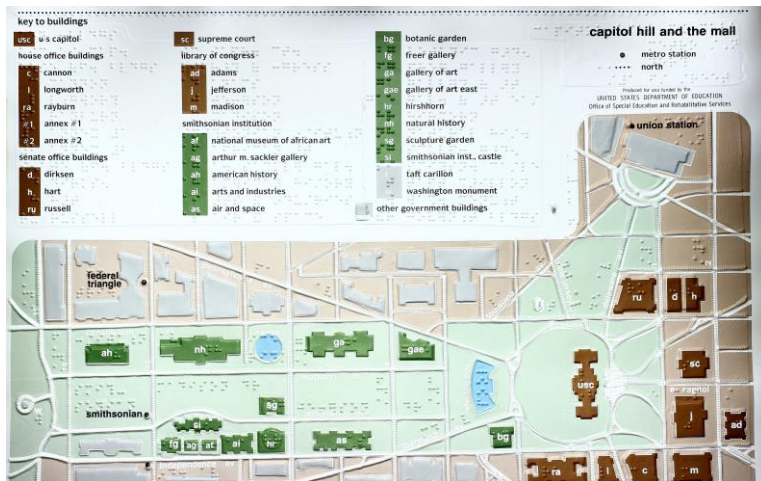 key to buildings
usc u s capitol
house office buildings
c cannon
l longworth
ra rayburn
#1 annex #1
#2 annex #2
senate office buildings
d dirksen
h hart
ru russell
sc supreme court
library of congress
ad adams
j jefferson
m madison
smithsonian institution
af national museum of african art
ag arthur m. sackler gallery
ah american history
ai arts and industries
as air and space
bg botanic garden
fg freer gallery
ga gallery of art
gae gallery of art east
hr hirshhorn
nh natural history
sg sculpture garden
si smithsonian inst., castle
taft carillon
washington monument
other government buildings
capitol hill and the mall
metro station
north
Produced for and funded by the
UNITED STATES DEPARTMENT OF EDUCATION
Office of Special Education and Rehabilitative Services
union station
federal
triangle
ru d h
ah nh ga gae
usc sc
sg
smithsonian
si
j ad
fg ag af ai hr as bg
independence av
ra l c m